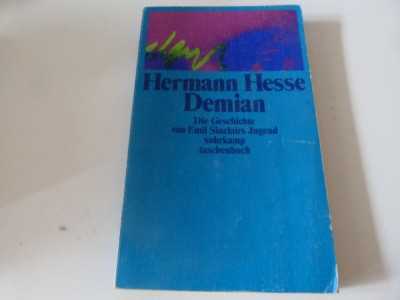 Hermann Hesse
Demian
Die Geschichte
von Emil Sinclairs Jugend
suhrkamp
taschenbuch